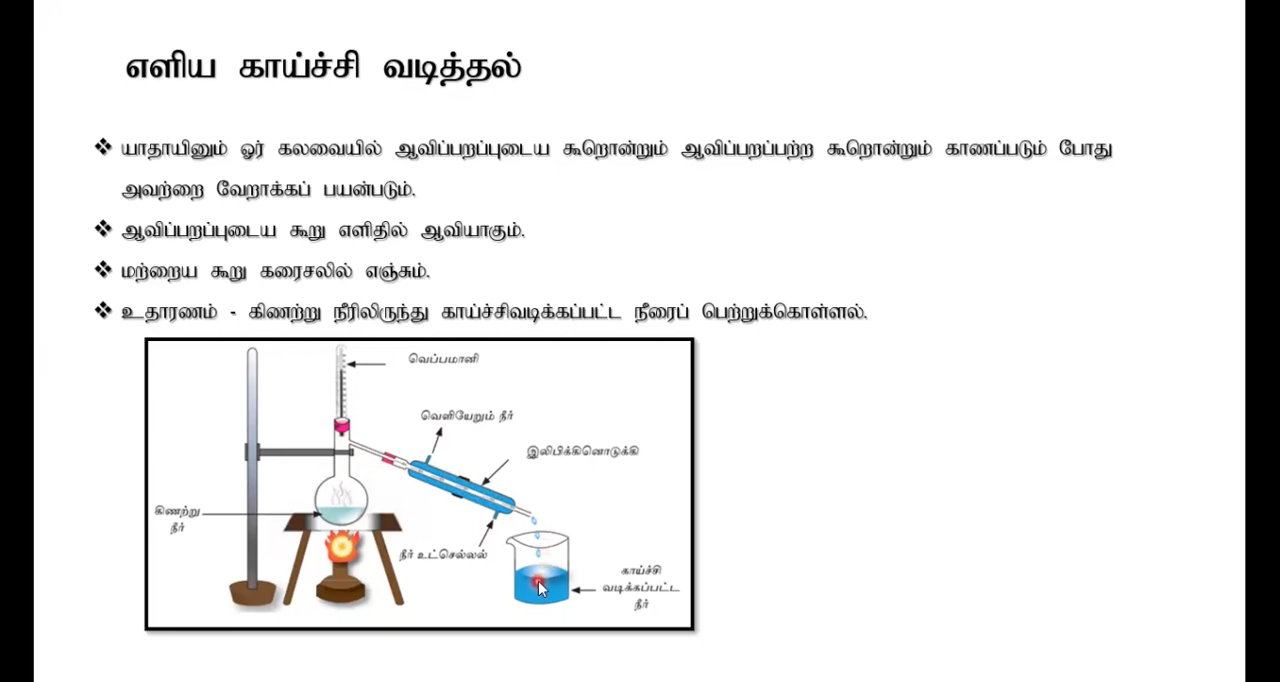 எளிய காய்ச்சி வடித்தல்
❖ யாதாயினும் ஓர் கலவையில் ஆவிப்பறப்புடைய கூறொன்றும் ஆவிப்பறப்பற்ற கூறொன்றும் காணப்படும் போது
அவற்றை வேறாக்கப் பயன்படும்.
❖ ஆவிப்பறப்புடைய கூறு எளிதில் ஆவியாகும்.
❖ மற்றைய கூறு கரைசலில் எஞ்சும்.
❖ உதாரணம் - கிணற்று நீரிலிருந்து காய்ச்சிவடிக்கப்பட்ட நீரைப் பெற்றுக்கொள்ளல்.
வெப்பமானி
வெளியேறும் நீர்
இலிபிக்கினொடுக்கி
கிணற்று
நீர்
நீர் உட்செல்லல்
காய்ச்சி
வடிக்கப்பட்ட
நீர்